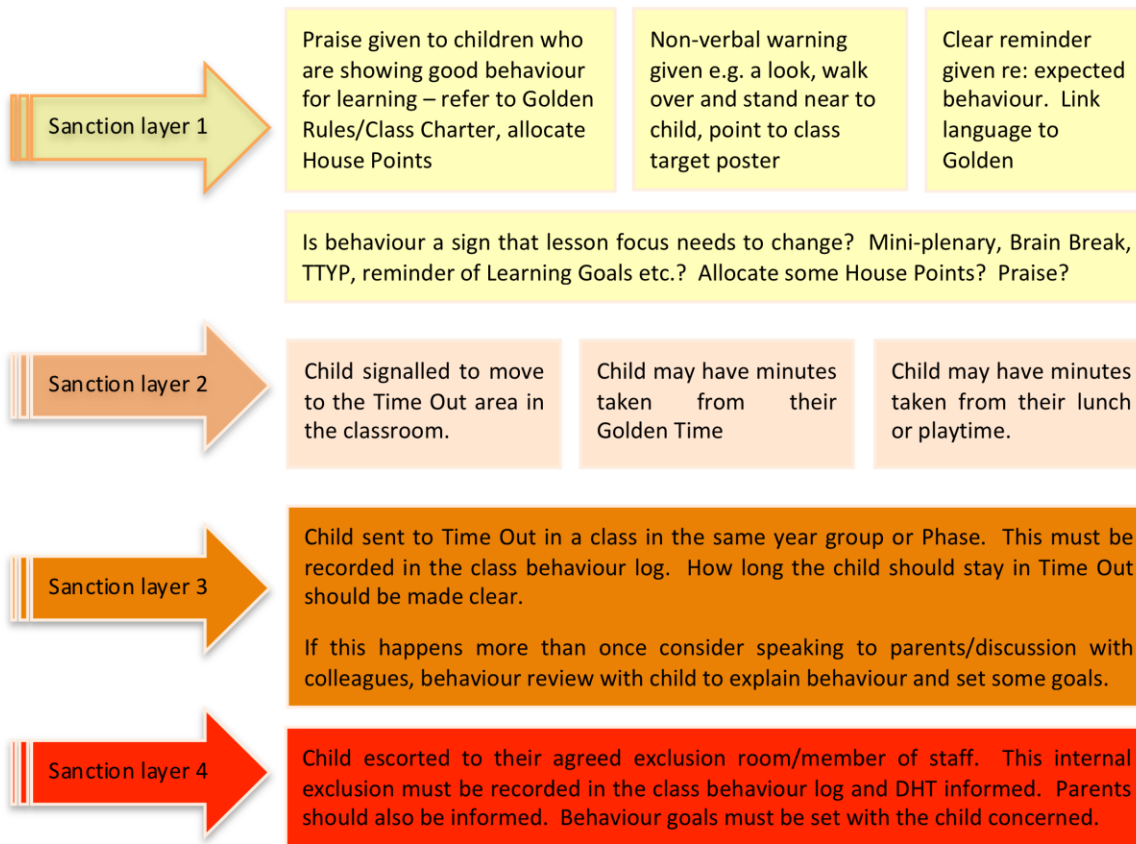 Sanction layer 1
Praise given to children who
are showing good behaviour
for learning – refer to Golden
Rules/Class Charter, allocate
House Points
Non-verbal warning
given e.g. a look, walk
over and stand near to
child, point to class
target poster
Clear reminder
given re: expected
behaviour. Link
language to
Golden
Is behaviour a sign that lesson focus needs to change? Mini-plenary, Brain Break,
TTYP, reminder of Learning Goals etc.? Allocate some House Points? Praise?
Sanction layer 2
Child signalled to move
to the Time Out area in
the classroom.
Child may have minutes
taken from their
Golden Time
Child may have minutes
taken from their lunch
or playtime.
Sanction layer 3
Child sent to Time Out in a class in the same year group or Phase. This must be
recorded in the class behaviour log. How long the child should stay in Time Out
should be made clear.
If this happens more than once consider speaking to parents/discussion with
colleagues, behaviour review with child to explain behaviour and set some goals.
Sanction layer 4
Child escorted to their agreed exclusion room/member of staff. This internal
exclusion must be recorded in the class behaviour log and DHT informed. Parents
should also be informed. Behaviour goals must be set with the child concerned.